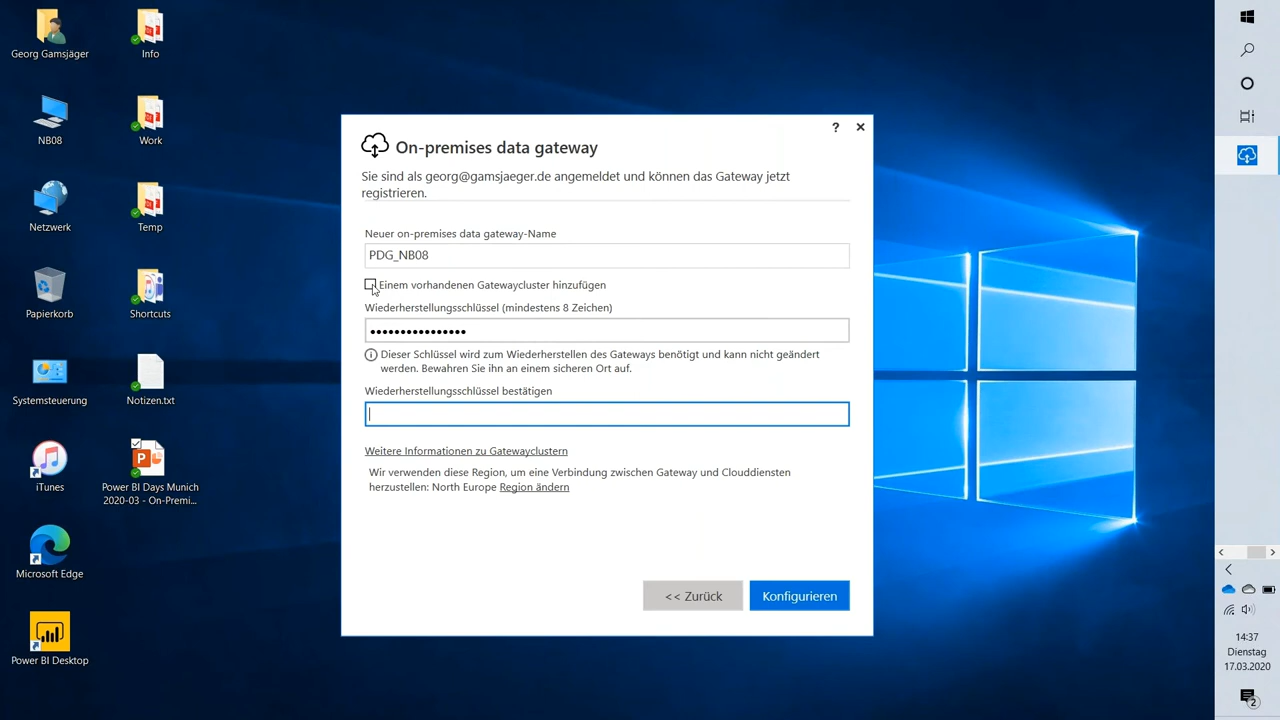 Georg Gamsjäger
Info
NB08
Work
Netzwerk
Temp
Papierkorb
Shortcuts
Systemsteuerung
Notizen.txt
iTunes
Power BI Days Munich
2020-03 - On-Premi...
Microsoft Edge
Power BI Desktop
? ×
On-premises data gateway
Sie sind als georg@gamsjaeger.de angemeldet und können das Gateway jetzt
registrieren.
Neuer on-premises data gateway-Name
PDG_NB08
Einem vorhandenen Gatewaycluster hinzufügen
Wiederherstellungsschlüssel (mindestens 8 Zeichen)
••••••••••••••••
Dieser Schlüssel wird zum Wiederherstellen des Gateways benötigt und kann nicht geändert
werden. Bewahren Sie ihn an einem sicheren Ort auf.
Wiederherstellungsschlüssel bestätigen
Weitere Informationen zu Gatewayclustern
Wir verwenden diese Region, um eine Verbindung zwischen Gateway und Clouddiensten
herzustellen: North Europe Region ändern
<< Zurück
Konfigurieren
14:37
Dienstag
17.03.2020
2